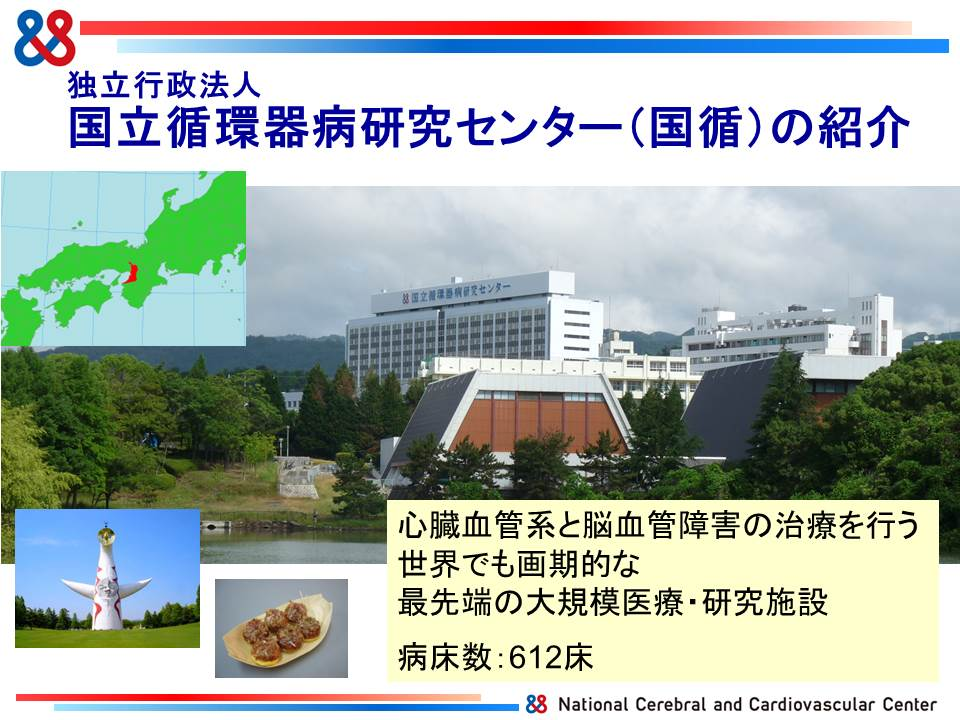 独立行政法人
国立循環器病研究センター（国循）の紹介
国立循環器病研究センター
心臓血管系と脳血管障害の治療を行う
世界でも画期的な
最先端の大規模医療・研究施設
病床数：612床
National Cerebral and Cardiovascular Center